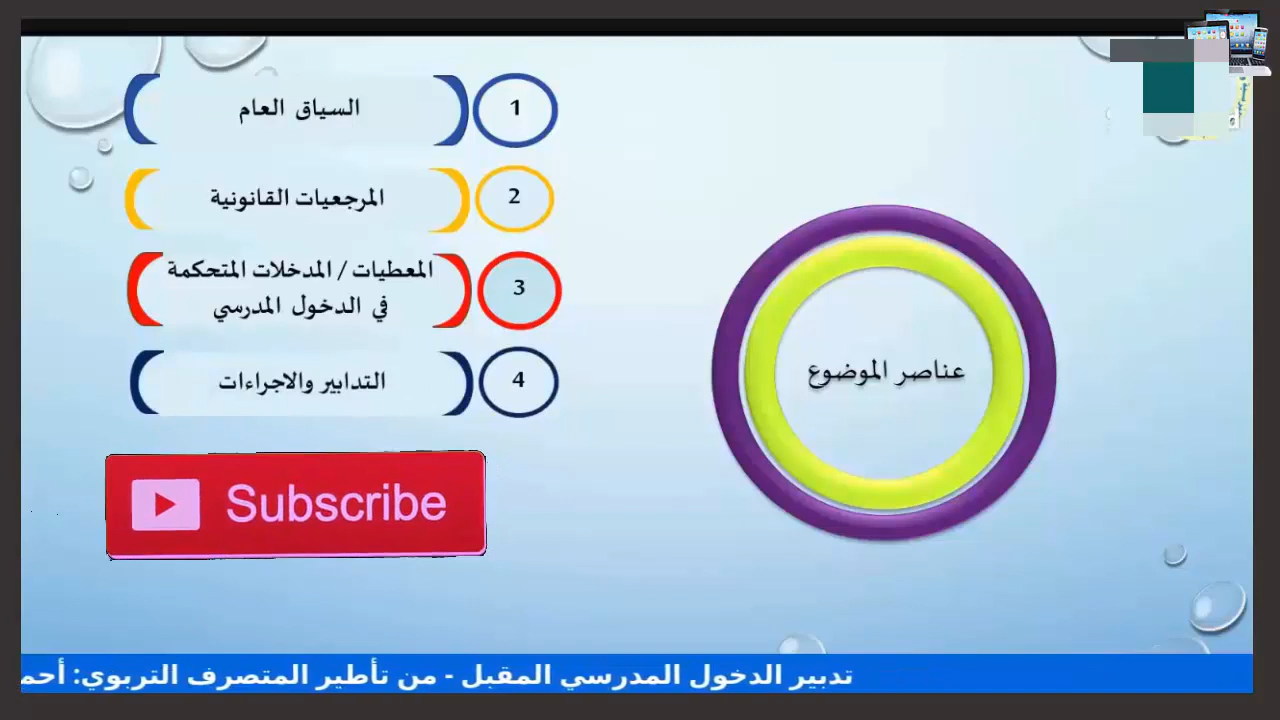 1
السياق العام
2
المرجعيات القانونية
3
المعطيات / المدخلات المتحكمة
في الدخول المدرسي
4
التدابير والاجراءات
عناصر الموضوع
Subscribe
تدبير الدخول المدرسي المقبل - من تأطير المتصرف التربوي: أحم